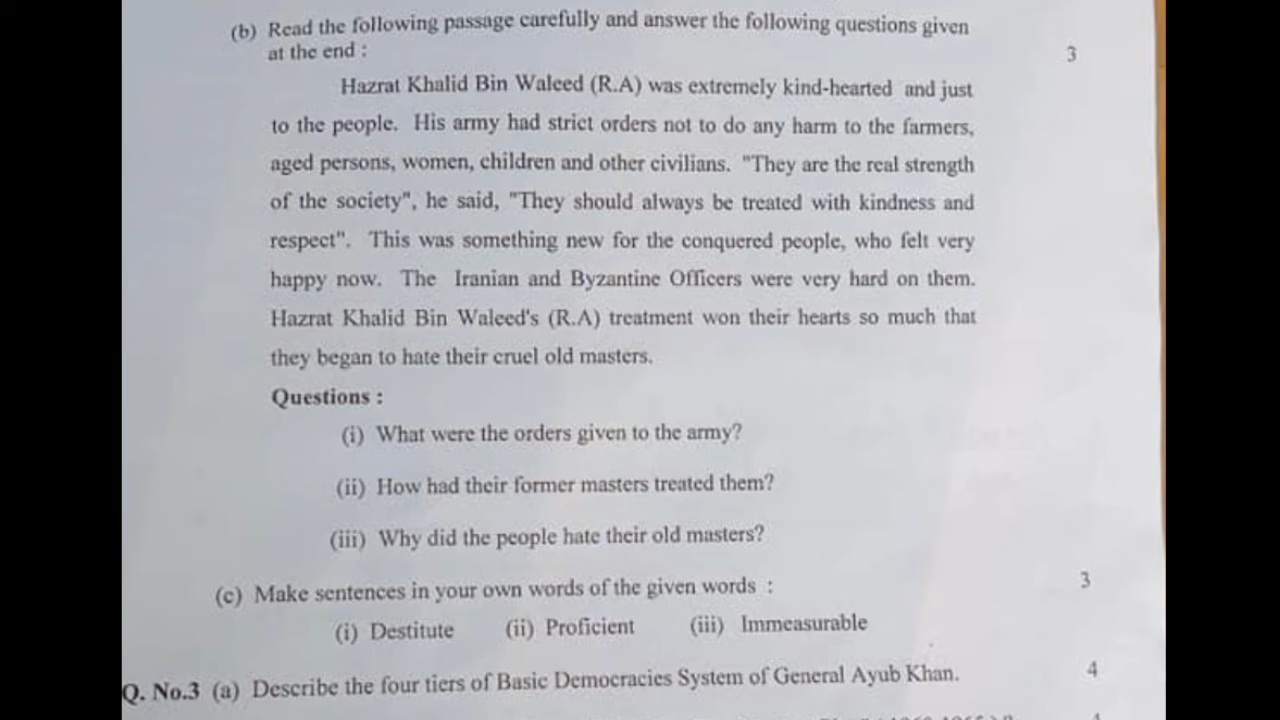 (b) Read the following passage carefully and answer the following questions given
at the end : 3
Hazrat Khalid Bin Waleed (R.A) was extremely kind-hearted and just
to the people. His army had strict orders not to do any harm to the farmers,
aged persons, women, children and other civilians. "They are the real strength
of the society", he said, "They should always be treated with kindness and
respect". This was something new for the conquered people, who felt very
happy now. The Iranian and Byzantine Officers were very hard on them.
Hazrat Khalid Bin Waleed's (R.A) treatment won their hearts so much that
they began to hate their cruel old masters.
Questions :
(i) What were the orders given to the army?
(ii) How had their former masters treated them?
(iii) Why did the people hate their old masters?
(c) Make sentences in your own words of the given words : 3
(i) Destitute (ii) Proficient (iii) Immeasurable
Q. No.3 (a) Describe the four tiers of Basic Democracies System of General Ayub Khan. 4